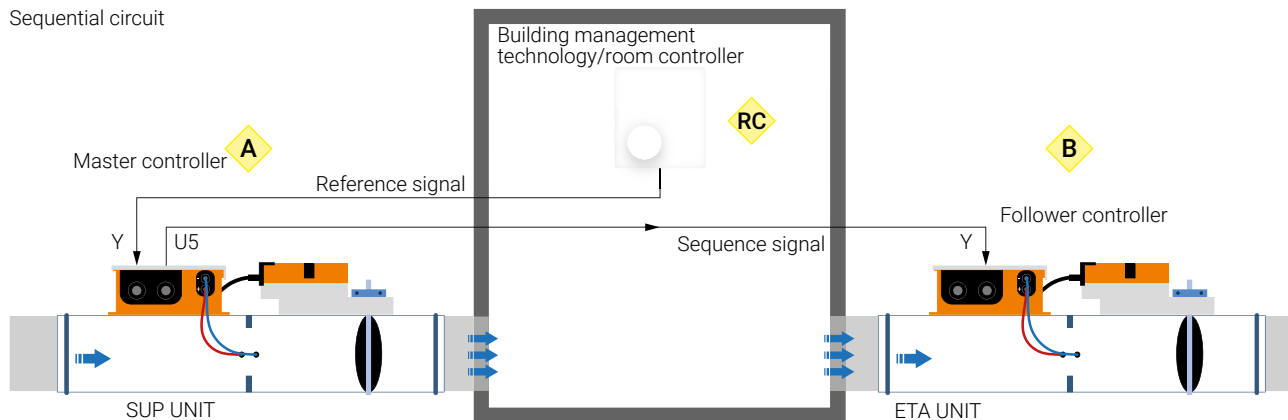 Sequential circuit
Building management
technology/room controller
RC
A
B
Master controller
Reference signal
Follower controller
Y
U5
Sequence signal
Y
SUP UNIT
ETA UNIT